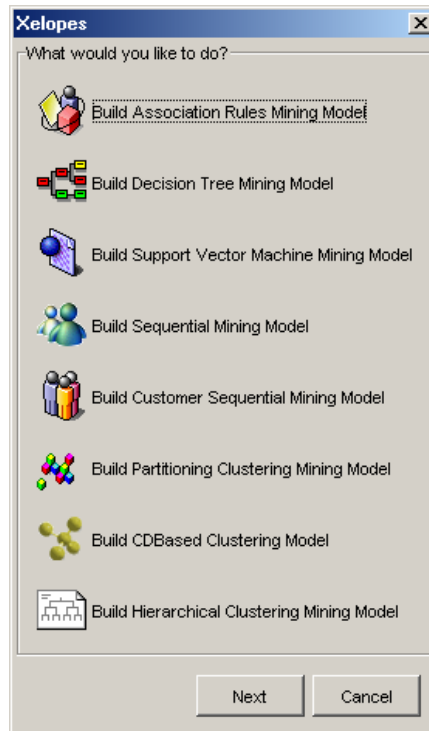 Xelopes
What would you like to do?
Build Association Rules Mining Model
Build Decision Tree Mining Model
Build Support Vector Machine Mining Model
Build Sequential Mining Model
Build Customer Sequential Mining Model
Build Partitioning Clustering Mining Model
Build CDBased Clustering Model
Build Hierarchical Clustering Mining Model
Next Cancel